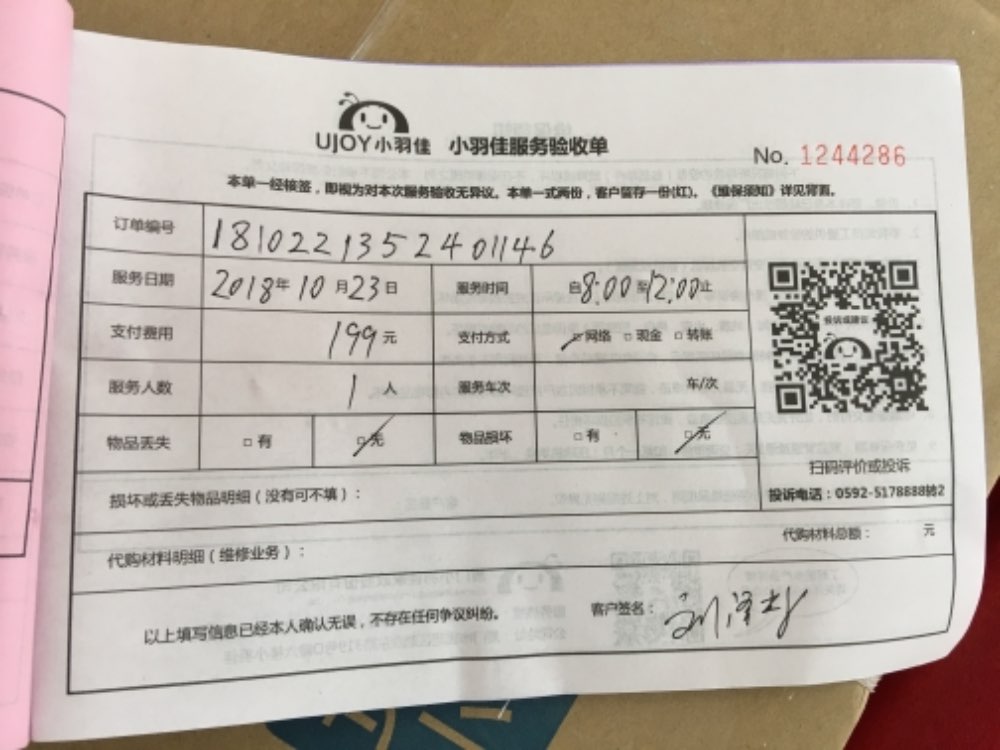 UJOY小羽佳 小羽佳服务验收单
No. 1244286
本单一经核签，即视为对本次服务验收无异议。本单一式两份，客户留存一份(红)。《维保须知》详见背面。
订单编号 1810221352401146
服务日期 2018年10月23日 服务时间 自8:00至12:00止
支付费用 199元 支付方式 □网络 □现金 □转账
服务人数 1人 服务车次 车/次
物品丢失 □有 □无 物品损坏 □有 □无
投诉或建议
扫码评价或投诉
投诉电话：0592-5178888转2
损坏或丢失物品明细（没有可不填）：
代购材料明细（维修业务）： 代购材料总额： 元
以上填写信息已经本人确认无误，不存在任何争议纠纷。 客户签名：